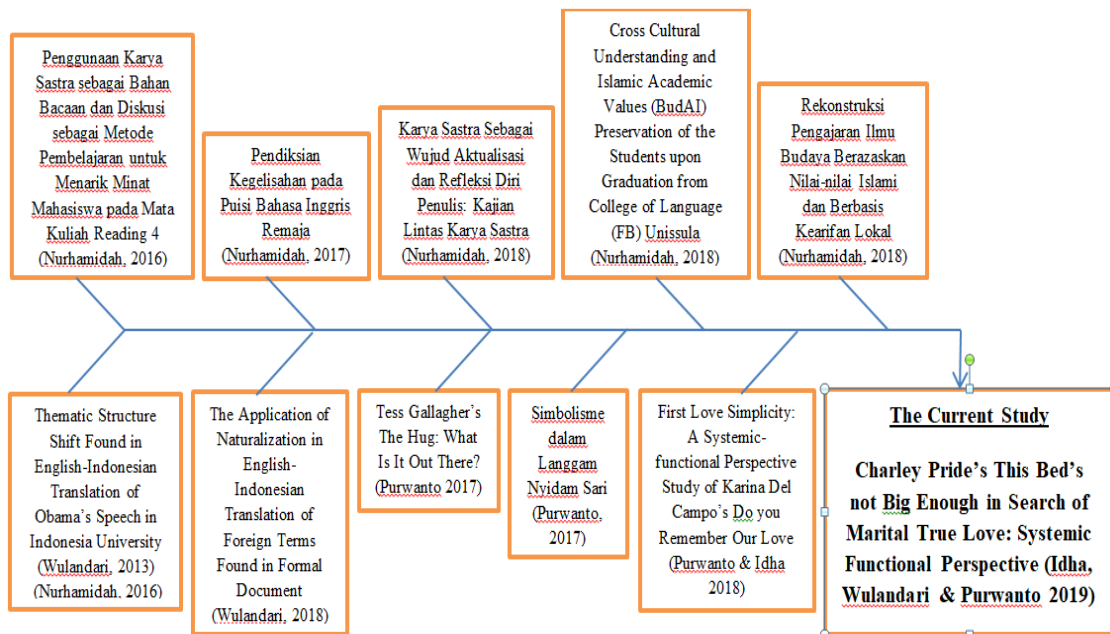 Penggunaan Karya
Sastra sebagai Bahan
Bacaan dan Diskusi
sebagai Metode
Pembelajaran untuk
Menarik Minat
Mahasiswa pada Mata
Kuliah Reading 4
(Nurhamidah, 2016)
Pendiksian
Kegelisahan pada
Puisi Bahasa Inggris
Remaja
(Nurhamidah, 2017)
Karya Sastra Sebagai
Wujud Aktualisasi
dan Refleksi Diri
Penulis: Kajian
Lintas Karya Sastra
(Nurhamidah, 2018)
Cross Cultural
Understanding and
Islamic Academic
Values (BudAI)
Preservation of the
Students upon
Graduation from
College of Language
(FB) Unissula
(Nurhamidah, 2018)
Rekonstruksi
Pengajaran Ilmu
Budaya Berazaskan
Nilai-nilai Islami
dan Berbasis
Kearifan Lokal
(Nurhamidah, 2018)
Thematic Structure
Shift Found in
English-Indonesian
Translation of
Obama's Speech in
Indonesia University
(Wulandari, 2013)
(Nurhamidah, 2016)
The Application of
Naturalization in
English-
Indonesian
Translation of
Foreign Terms
Found in Formal
Document
(Wulandari, 2018)
Tess Gallagher's
The Hug: What
Is It Out There?
(Purwanto 2017)
Simbolisme
dalam
Langgam
Nyidam Sari
(Purwanto,
2017)
First Love Simplicity:
A Systemic-
functional Perspective
Study of Karina Del
Campo's Do you
Remember Our Love
(Purwanto & Idha
2018)
The Current Study
Charley Pride's This Bed's
not Big Enough in Search of
Marital True Love: Systemic
Functional Perspective (Idha,
Wulandari & Purwanto 2019)